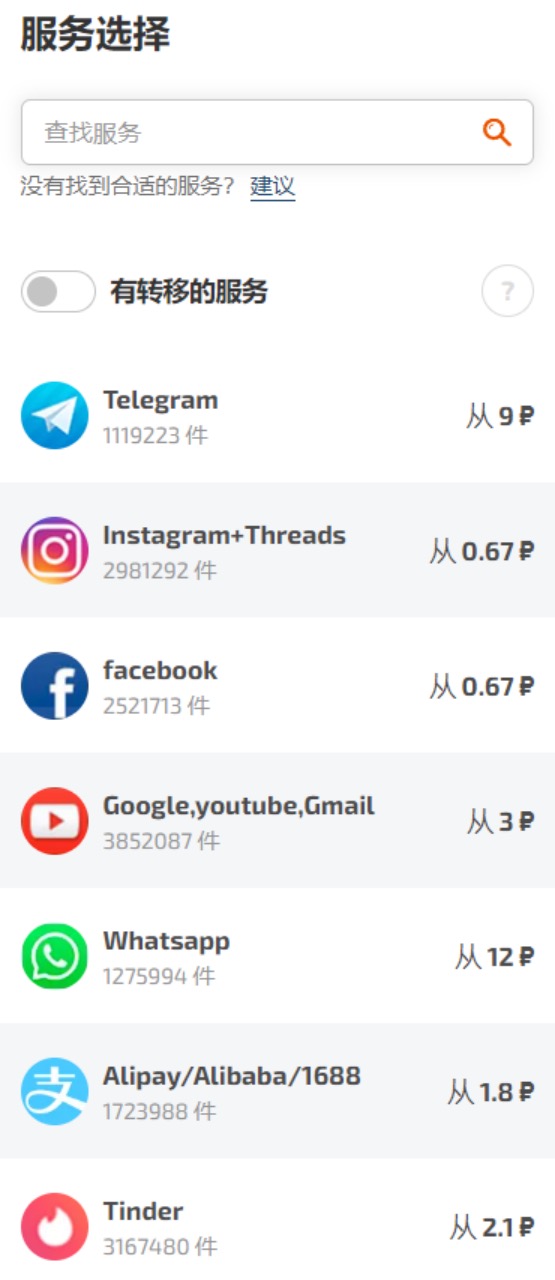 服务选择
查找服务
没有找到合适的服务？ 建议
有转移的服务 ?
Telegram
1119223 件
从 9 ₽
Instagram+Threads
2981292 件
从 0.67 ₽
facebook
2521713 件
从 0.67 ₽
Google,youtube,Gmail
3852087 件
从 3 ₽
Whatsapp
1275994 件
从 12 ₽
支
Alipay/Alibaba/1688
1723988 件
从 1.8 ₽
Tinder
3167480 件
从 2.1 ₽